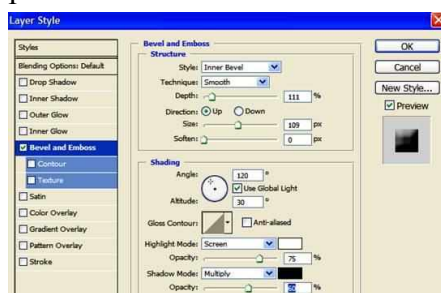 Layer Style
Styles
Blending Options: Default
Drop Shadow
Inner Shadow
Outer Glow
Inner Glow
Bevel and Emboss
Contour
Texture
Satin
Color Overlay
Gradient Overlay
Pattern Overlay
Stroke
Bevel and Emboss
Structure
Style: Inner Bevel
Technique: Smooth
Depth: 111 %
Direction: Up Down
Size: 109 px
Soften: 0 px
Shading
Angle: 120 °
Use Global Light
Altitude: 30 °
Gloss Contour: Anti-aliased
Highlight Mode: Screen
Opacity: 75 %
Shadow Mode: Multiply
Opacity: %
OK
Cancel
New Style...
Preview